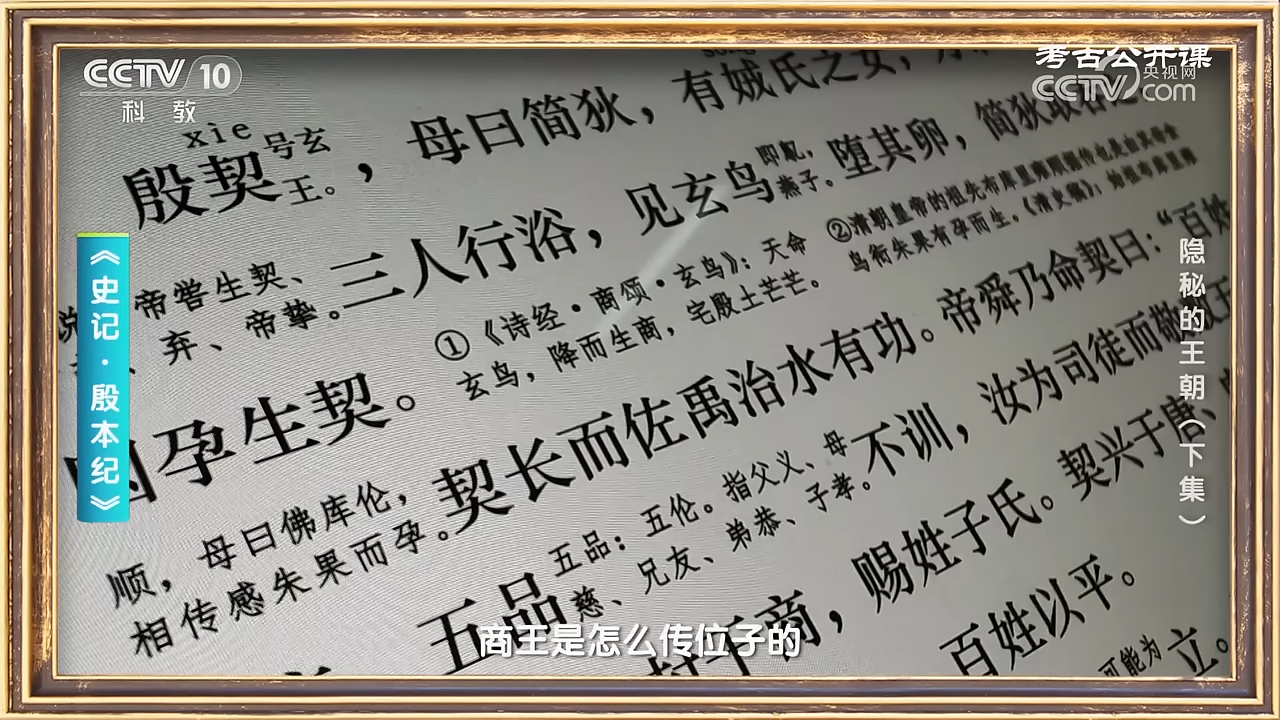 CCTV 10
科教
考古公开课
CCTV 央视网
com
《史记·殷本纪》
隐秘的王朝（下集）
xie
殷契号玄王。，母曰简狄，有娀氏之女，
三人行浴，见玄鸟即鳦，燕子。堕其卵，简狄取
帝喾生契、
弃、帝挚。
孕生契。
①《诗经·商颂·玄鸟》：天命
玄鸟，降而生商，宅殷土芒芒。
②清朝皇帝的祖先布库里雍顺据传也是由其母食
鸟衔朱果有孕而生。《清史稿》：始祖布库里雍
顺，母曰佛库伦，
相传感朱果而孕。
契长而佐禹治水有功。帝舜乃命契曰：“百姓
五品五品：五伦。指父义、母
慈、兄友、弟恭、子孝。不训，汝为司徒而敬敷五
于商，赐姓子氏。契兴于唐、
百姓以平。
可能为
立。
商王是怎么传位子的